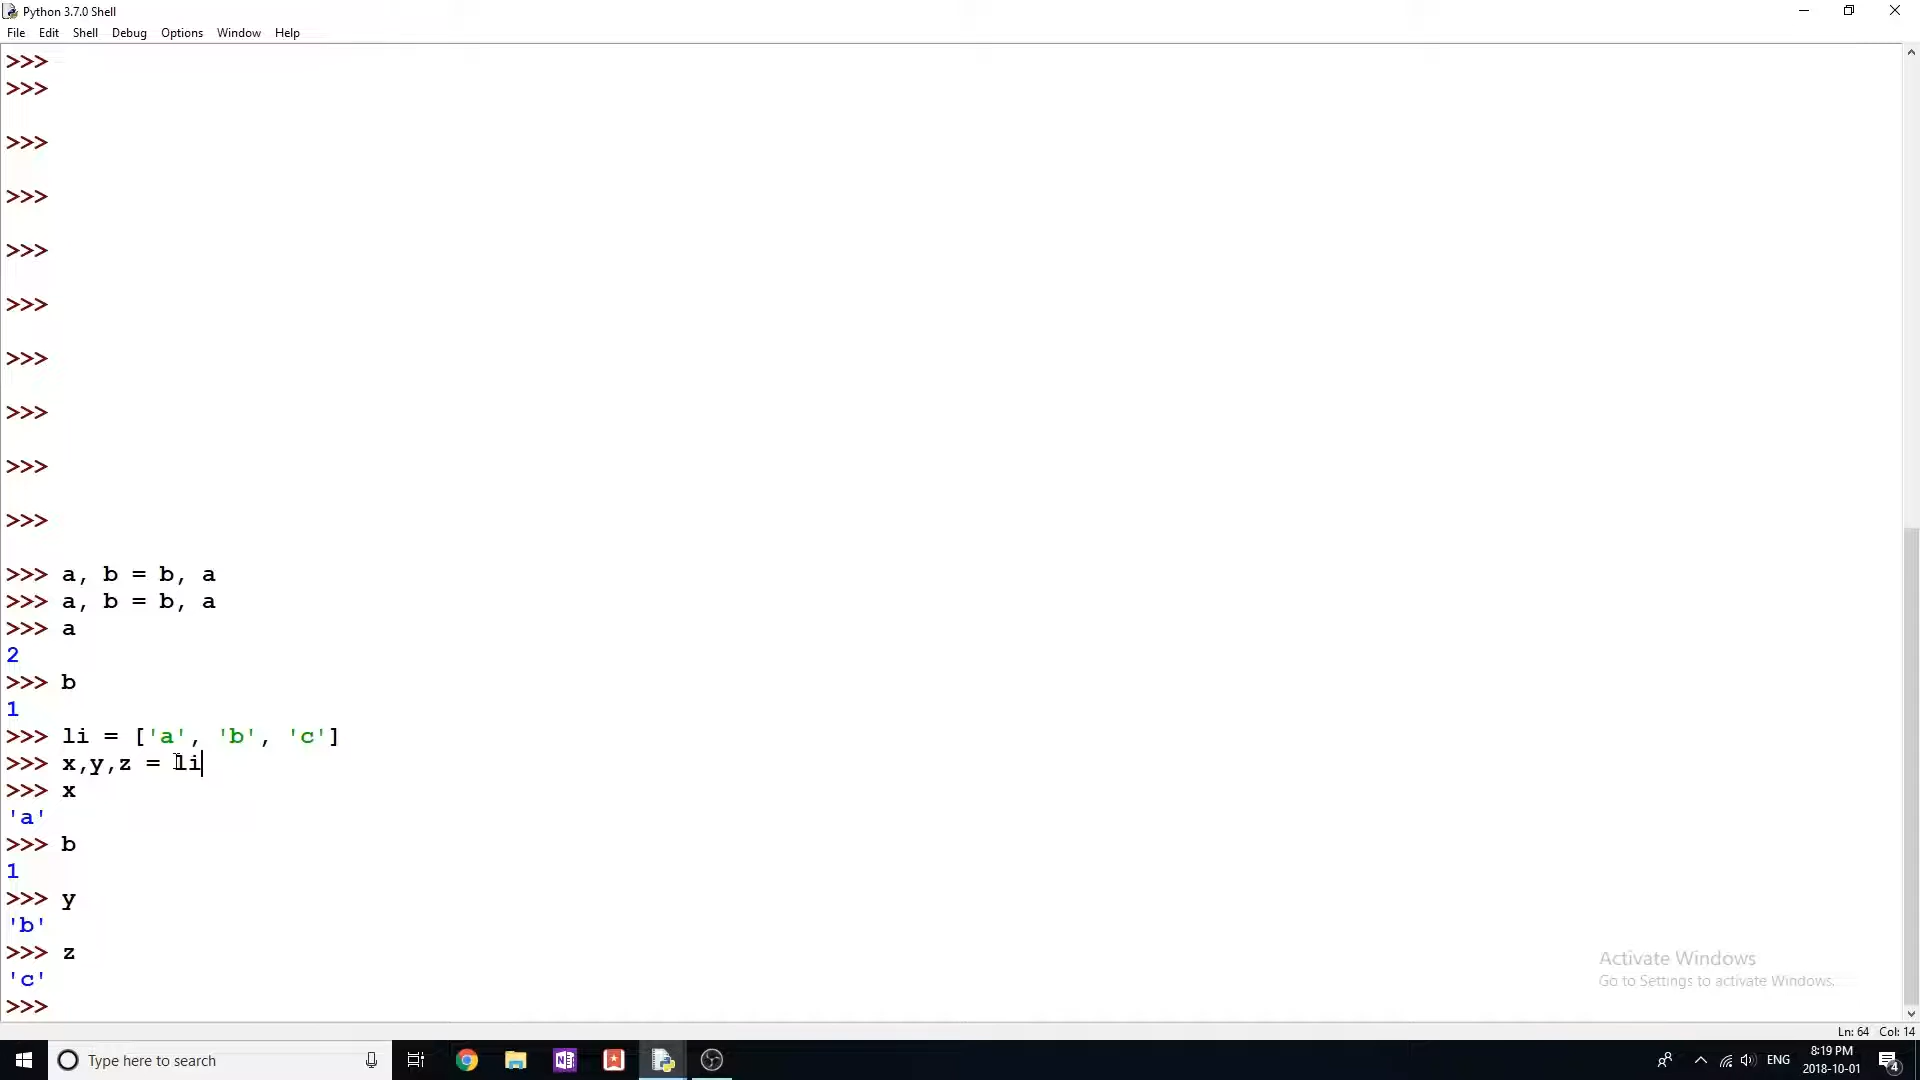 Python 3.7.0 Shell
File Edit Shell Debug Options Window Help
>>>
>>>
>>>
>>>
>>>
>>>
>>>
>>>
>>>
>>>
>>> a, b = b, a
>>> a, b = b, a
>>> a
2
>>> b
1
>>> li = ['a', 'b', 'c']
>>> x,y,z = li
>>> x
'a'
>>> b
1
>>> y
'b'
>>> z
'c'
>>>
Activate Windows
Go to Settings to activate Windows.
Ln: 64 Col: 14
Type here to search
N
ENG
8:19 PM
2018-10-01
4